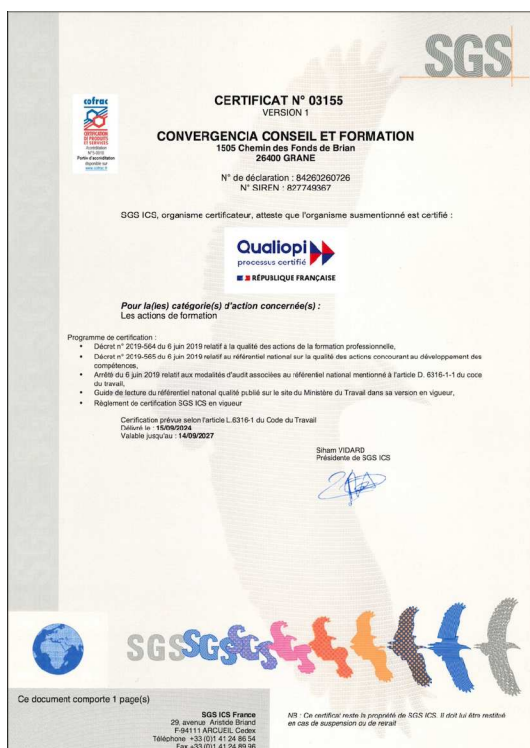 SGS
cofrac
CERTIFICATION
DE PRODUITS
ET SERVICES
Accréditation
N°5-0616
Portée d'accréditation
disponible sur
www.cofrac.fr
CERTIFICAT N° 03155
VERSION 1
CONVERGENCIA CONSEIL ET FORMATION
1505 Chemin des Fonds de Brian
26400 GRANE
N° de déclaration : 84260260726
N° SIREN : 827749367
SGS ICS, organisme certificateur, atteste que l'organisme susmentionné est certifié :
Qualiopi
processus certifié
RÉPUBLIQUE FRANÇAISE
Pour la(les) catégorie(s) d'action concernée(s) :
Les actions de formation
Programme de certification :
• Décret n° 2019-564 du 6 juin 2019 relatif à la qualité des actions de la formation professionnelle,
• Décret n° 2019-565 du 6 juin 2019 relatif au référentiel national sur la qualité des actions concourant au développement des
compétences,
• Arrêté du 6 juin 2019 relatif aux modalités d'audit associées au référentiel national mentionné à l'article D. 6316-1-1 du code
du travail,
• Guide de lecture du référentiel national qualité publié sur le site du Ministère du Travail dans sa version en vigueur,
• Règlement de certification SGS ICS en vigueur
Certification prévue selon l'article L.6316-1 du Code du Travail
Délivré le : 15/09/2024
Valable jusqu'au : 14/09/2027
Siham VIDARD
Présidente de SGS ICS
SGSSGSSGS
Ce document comporte 1 page(s)
SGS ICS France
29, avenue Aristide Briand
F-94111 ARCUEIL Cedex
Téléphone +33 (0)1 41 24 86 54
Fax +33 (0)1 41 24 89 96
NB : Ce certificat reste la propriété de SGS ICS. Il doit lui être restitué
en cas de suspension ou de retrait